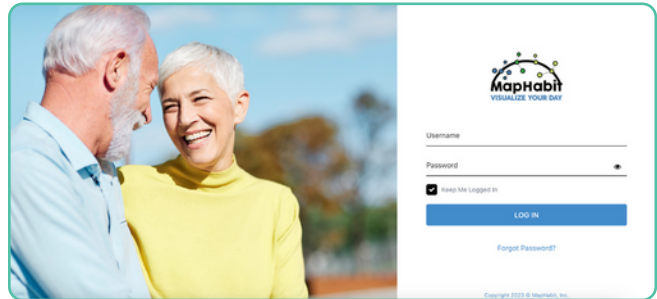 MapHabit
VISUALIZE YOUR DAY
Username
Password
Keep Me Logged In
LOG IN
Forgot Password?
Copyright 2023 © MapHabit, Inc.